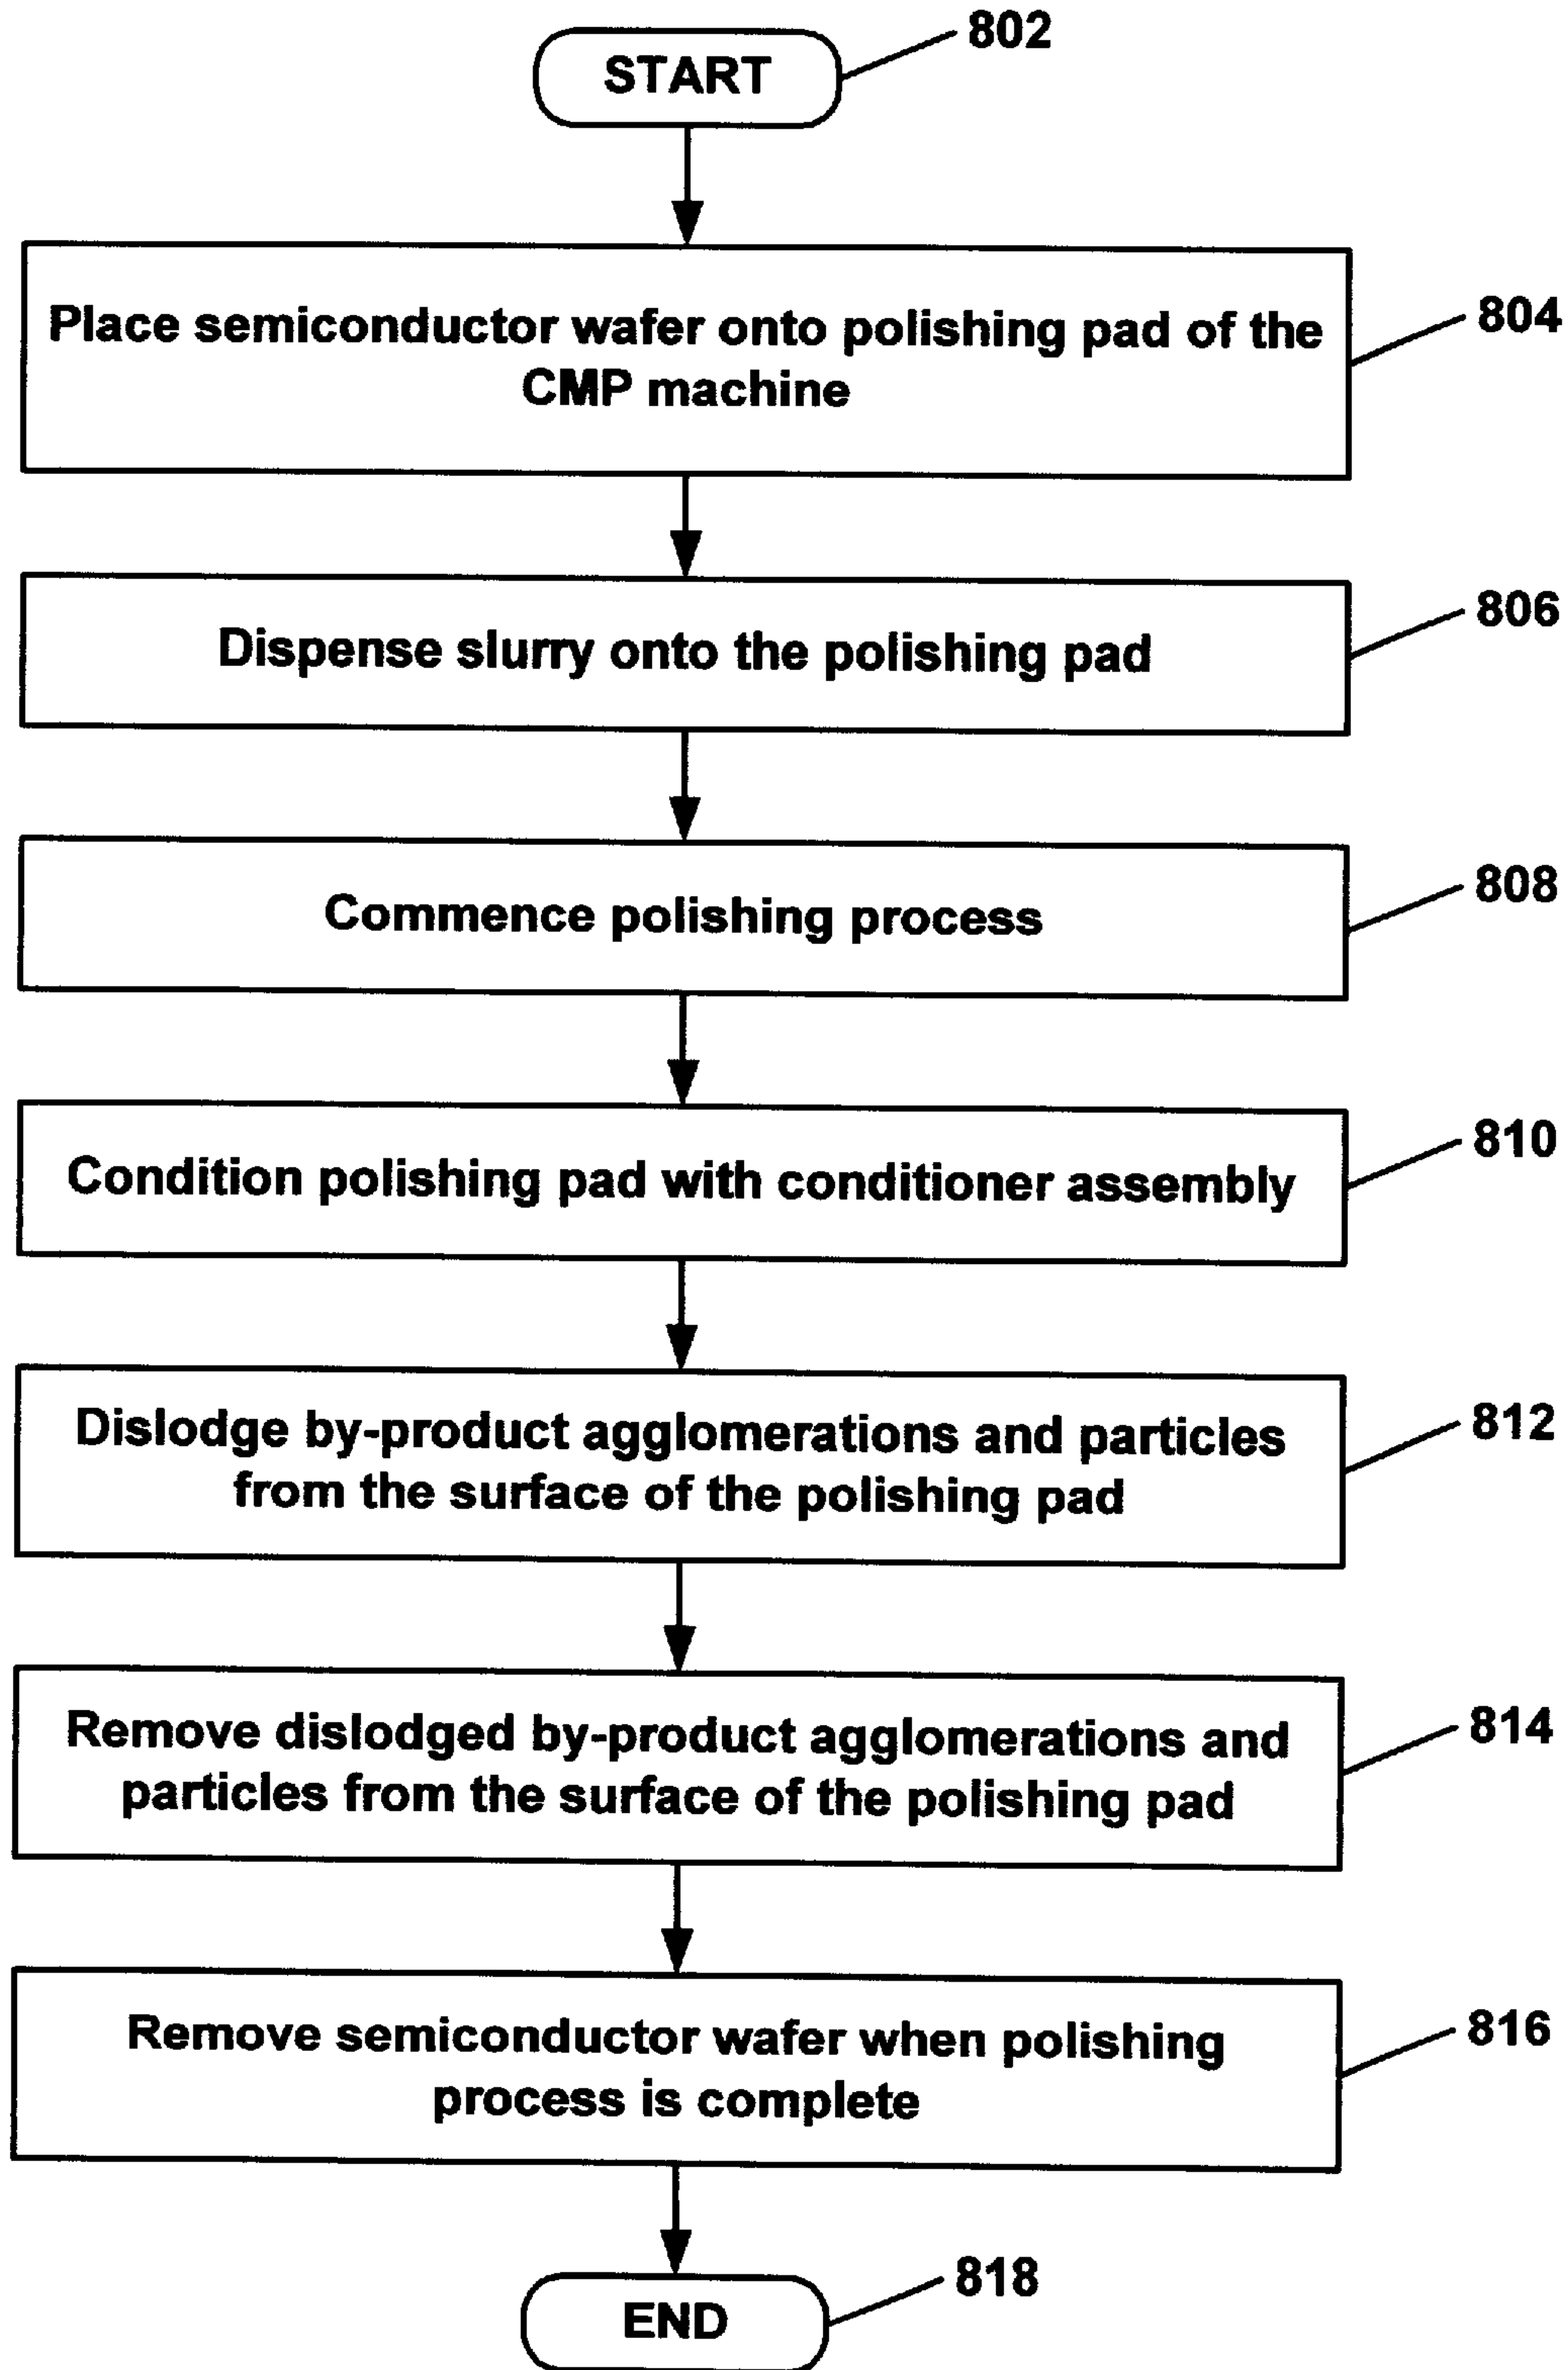 802
START
Place semiconductor wafer onto polishing pad of the
CMP machine
804
Dispense slurry onto the polishing pad
806
Commence polishing process
808
Condition polishing pad with conditioner assembly
810
Dislodge by-product agglomerations and particles
from the surface of the polishing pad
812
Remove dislodged by-product agglomerations and
particles from the surface of the polishing pad
814
Remove semiconductor wafer when polishing
process is complete
816
818
END